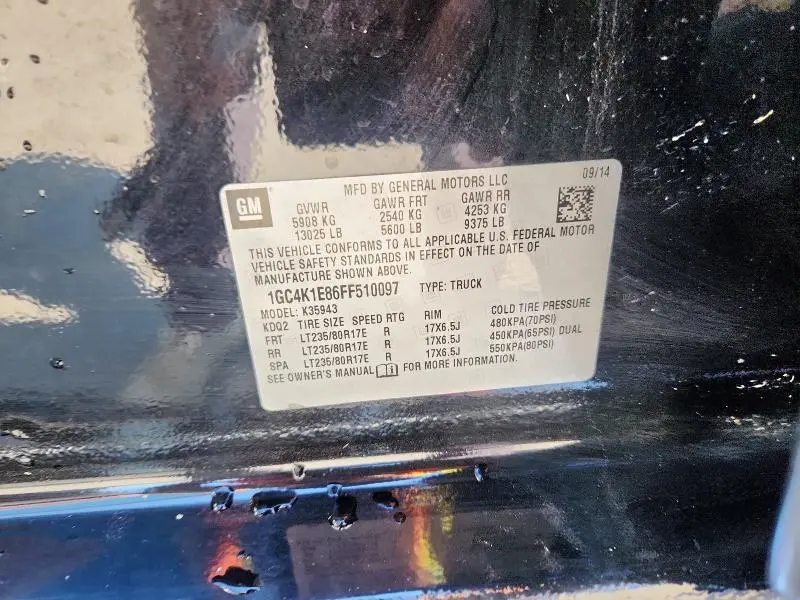 GM
MFD BY GENERAL MOTORS LLC
09/14
GVWR GAWR FRT GAWR RR
5908 KG 2540 KG 4253 KG
13025 LB 5600 LB 9375 LB
THIS VEHICLE CONFORMS TO ALL APPLICABLE U.S. FEDERAL MOTOR
VEHICLE SAFETY STANDARDS IN EFFECT ON THE DATE OF
MANUFACTURE SHOWN ABOVE.
1GC4K1E86FF510097 TYPE: TRUCK
MODEL: K35943
KDQ2 TIRE SIZE SPEED RTG RIM COLD TIRE PRESSURE
FRT LT235/80R17E R 17X6.5J 480KPA(70PSI)
RR LT235/80R17E R 17X6.5J 450KPA(65PSI) DUAL
SPA LT235/80R17E R 17X6.5J 550KPA(80PSI)
SEE OWNER'S MANUAL FOR MORE INFORMATION.